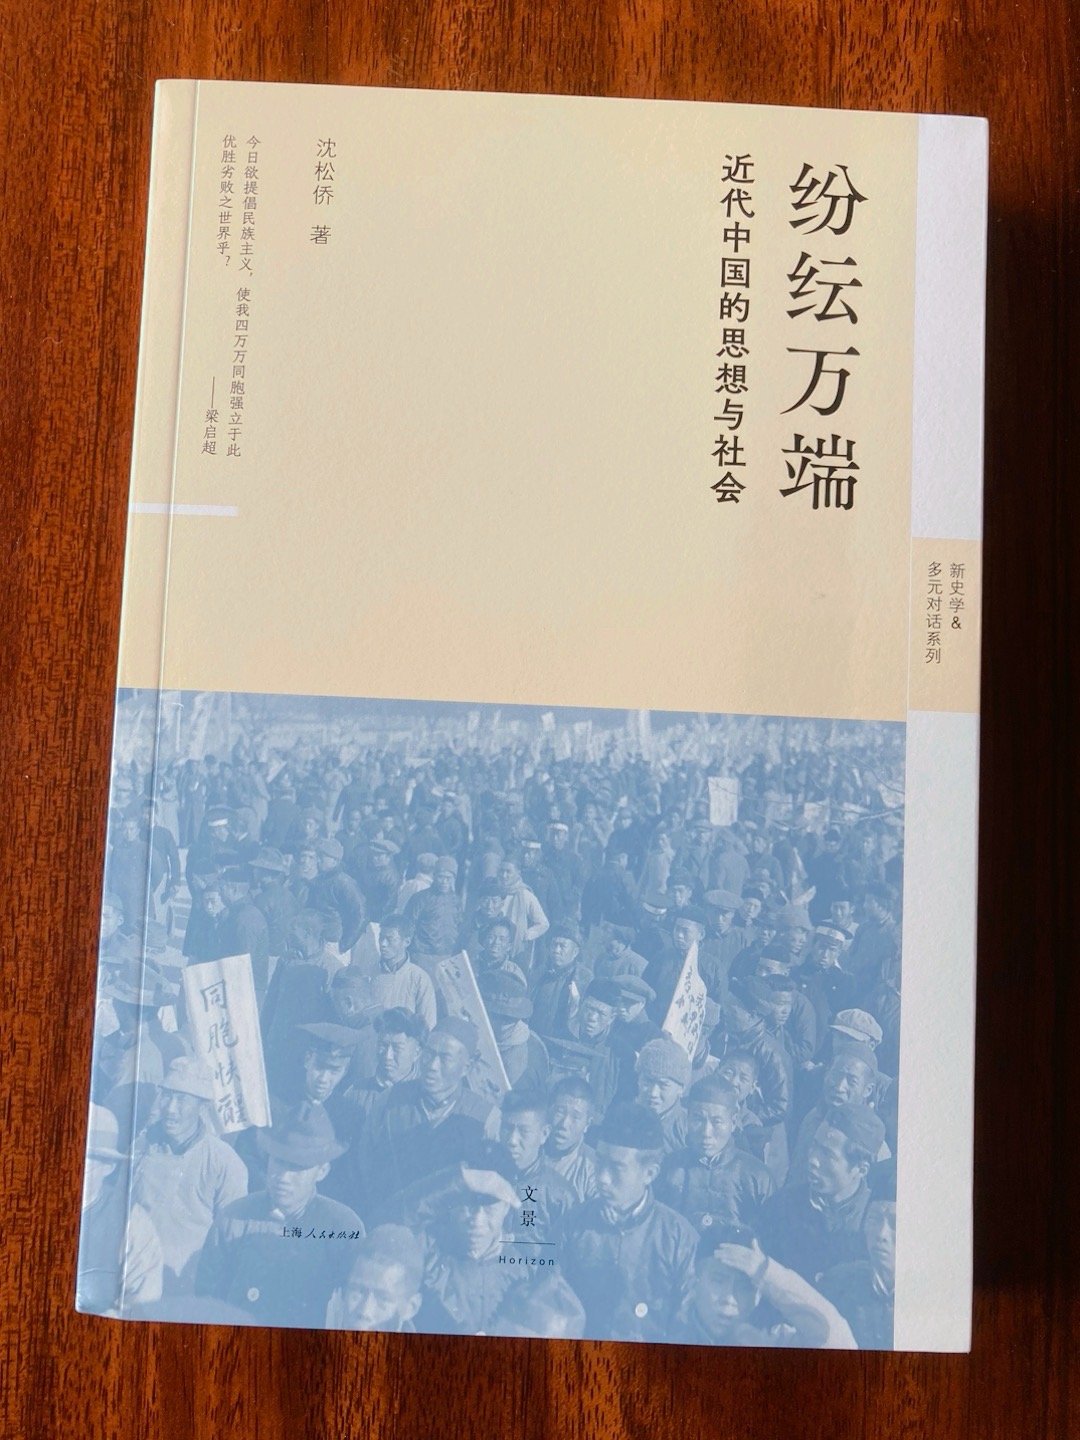 纷纭万端
近代中国的思想与社会
沈松侨 著
今日欲提倡民族主义，使我四万万同胞强立于此
优胜劣败之世界乎？
——梁启超
新史学&
多元对话系列
同胞快醒
上海人民出版社
文景
Horizon